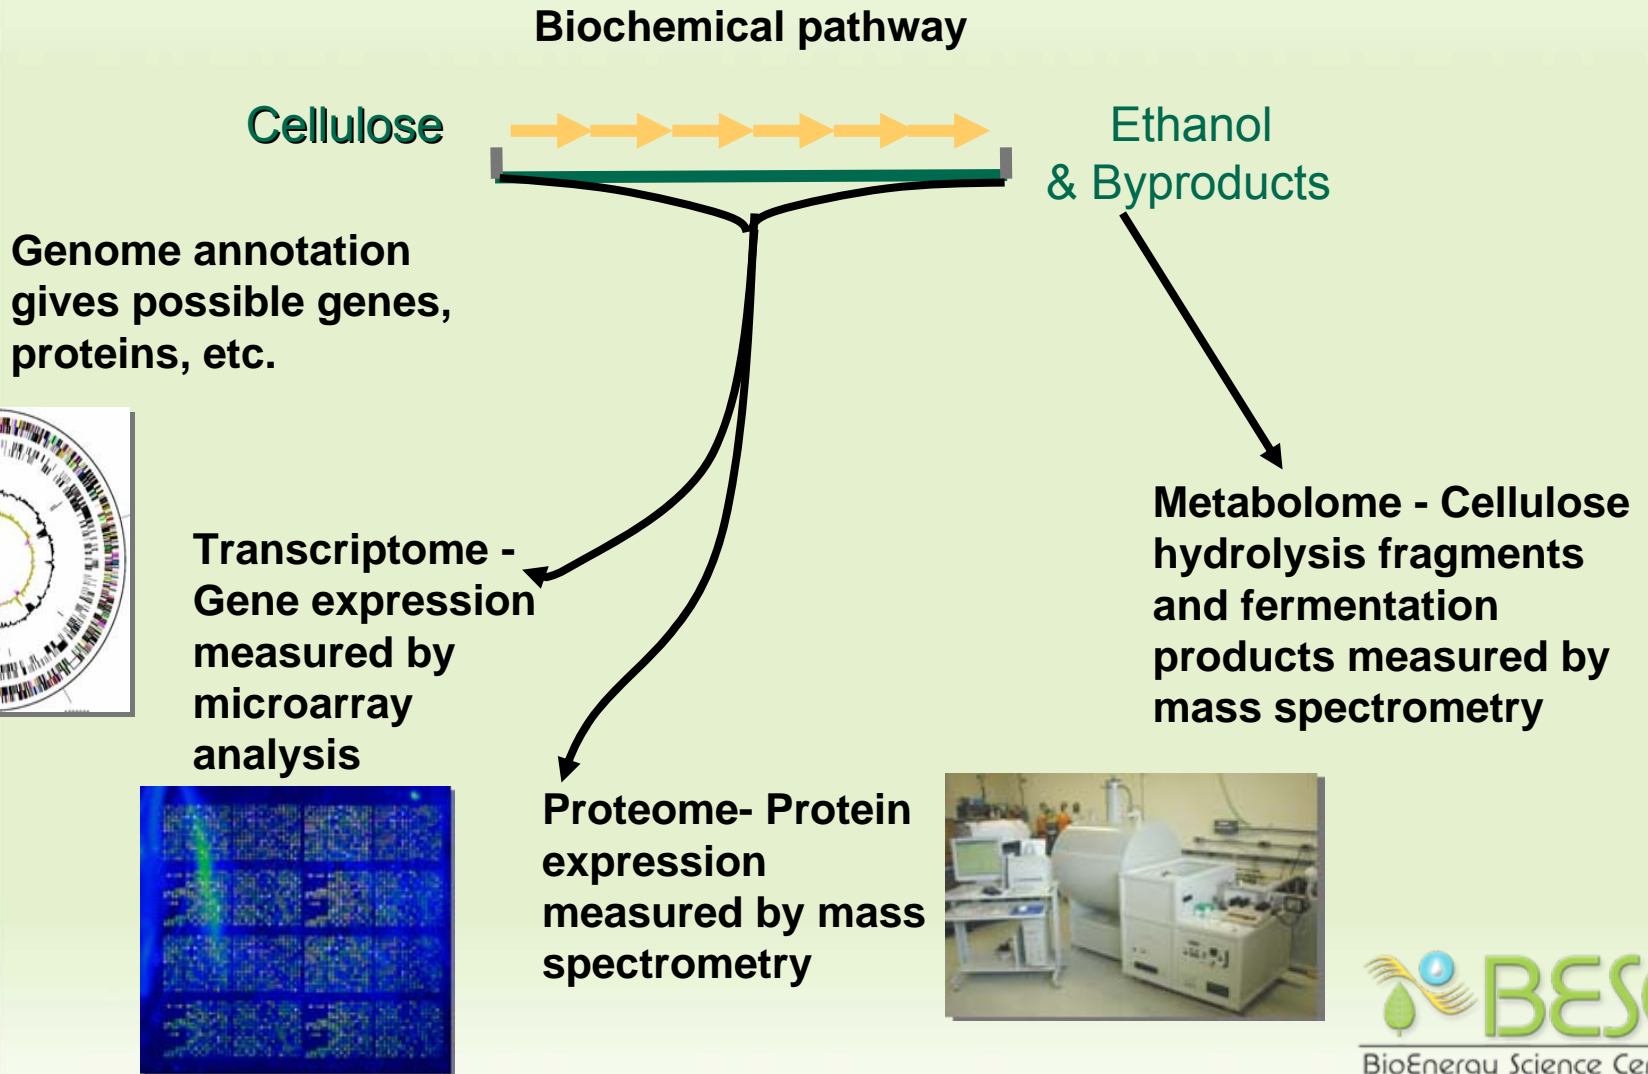 Biochemical pathway
Cellulose
Ethanol
& Byproducts
Genome annotation
gives possible genes,
proteins, etc.
Transcriptome -
Gene expression
measured by
microarray
analysis
Proteome- Protein
expression
measured by mass
spectrometry
Metabolome - Cellulose
hydrolysis fragments
and fermentation
products measured by
mass spectrometry
BES
BioEnergy Science Cen